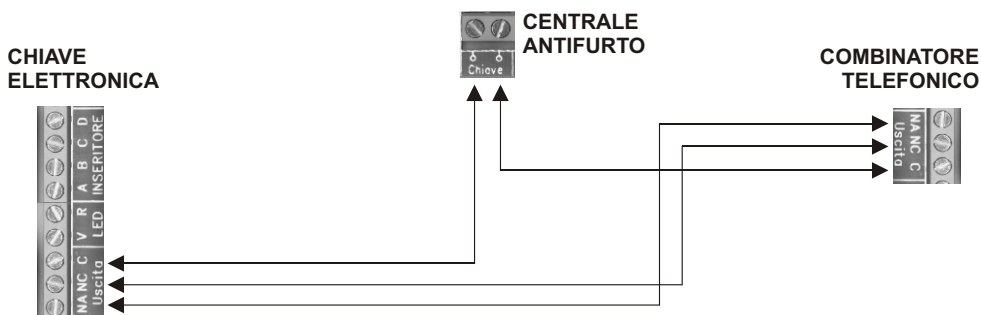 CENTRALE
ANTIFURTO
Chiave
CHIAVE
ELETTRONICA
COMBINATORE
TELEFONICO
A B C D
INSERITORE
V R
LED
NA NC C
Uscita
NA NC C
Uscita